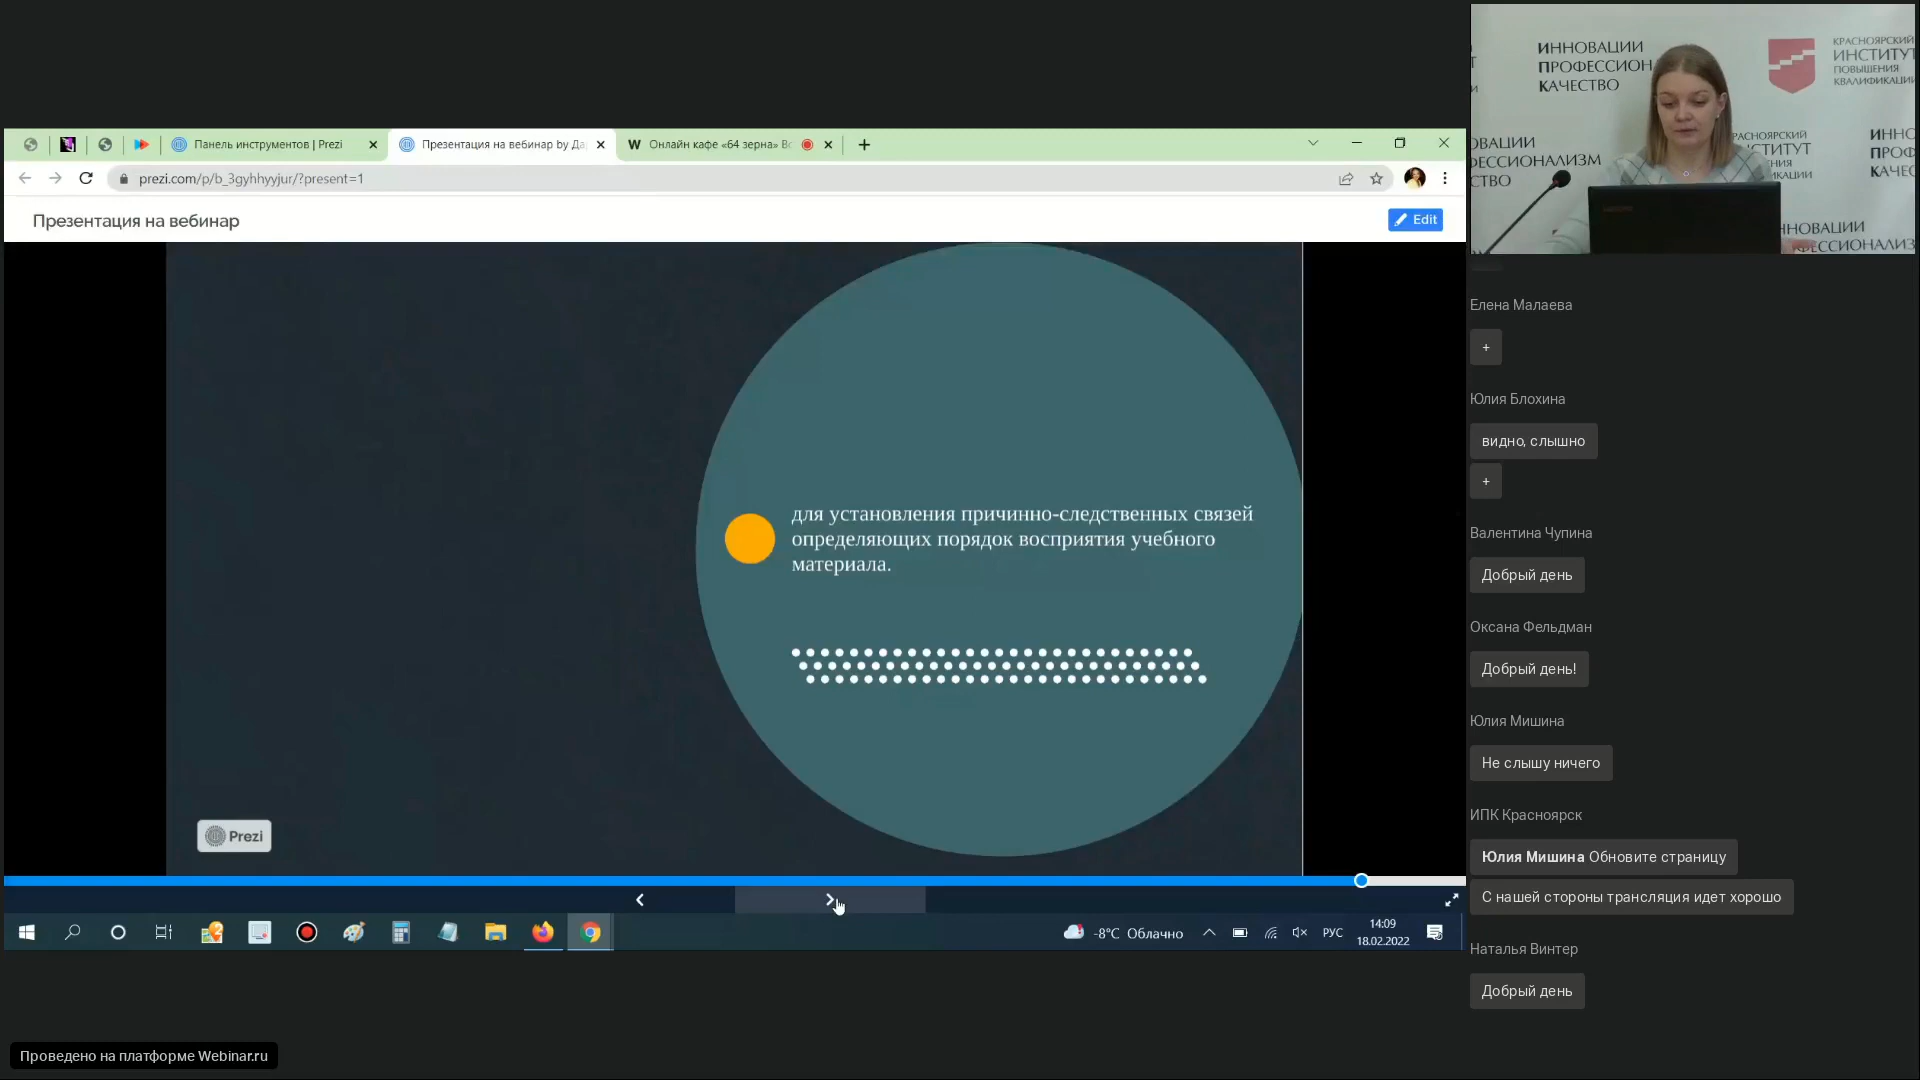 Панель инструментов | Prezi
Презентация на вебинар by Да
Онлайн кафе «64 зерна»
prezi.com/p/b_3gyhhyyjur/?present=1
Презентация на вебинар
Edit
для установления причинно-следственных связей
определяющих порядок восприятия учебного
материала.
Prezi
-8°C Облачно
РУС
14:09
18.02.2022
Проведено на платформе Webinar.ru
ИННОВАЦИИ
ПРОФЕССИОН
КАЧЕСТВО
КРАСНОЯРСКИЙ
ИНСТИТУТ
ПОВЫШЕНИЯ
КВАЛИФИКАЦИИ
Елена Малаева
+
Юлия Блохина
видно, слышно
+
Валентина Чупина
Добрый день
Оксана Фельдман
Добрый день!
Юлия Мишина
Не слышу ничего
ИПК Красноярск
Юлия Мишина Обновите страницу
С нашей стороны трансляция идет хорошо
Наталья Винтер
Добрый день